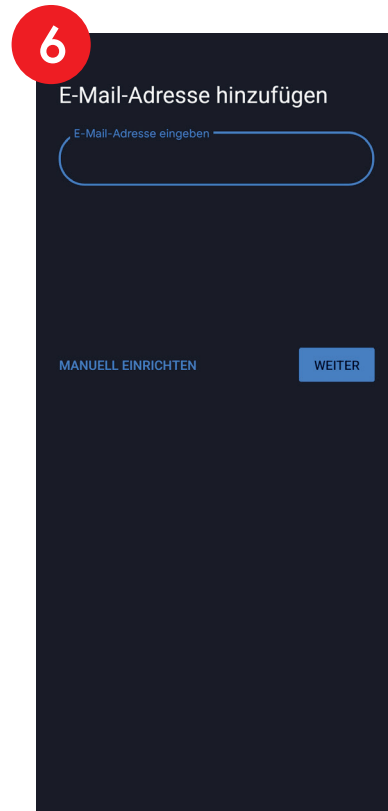 6
E-Mail-Adresse hinzufügen
E-Mail-Adresse eingeben
MANUELL EINRICHTEN
WEITER